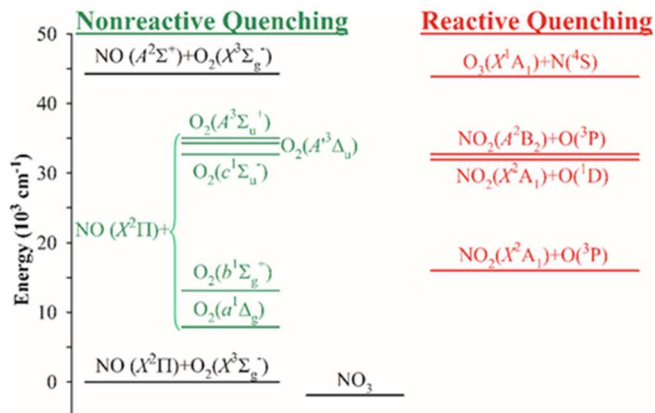 Nonreactive Quenching
Reactive Quenching
50
40
30
20
10
0
Energy (10³ cm⁻¹)
NO (A²Σ⁺)+O₂(X³Σg⁻)
O₂(A³Σu⁺)
O₂(A'³Δu)
O₂(c¹Σu⁻)
NO (X²Π)+
O₂(b¹Σg⁺)
O₂(a¹Δg)
NO (X²Π)+O₂(X³Σg⁻)
NO₃
O₃(X¹A₁)+N(⁴S)
NO₂(A²B₂)+O(³P)
NO₂(X²A₁)+O(¹D)
NO₂(X²A₁)+O(³P)